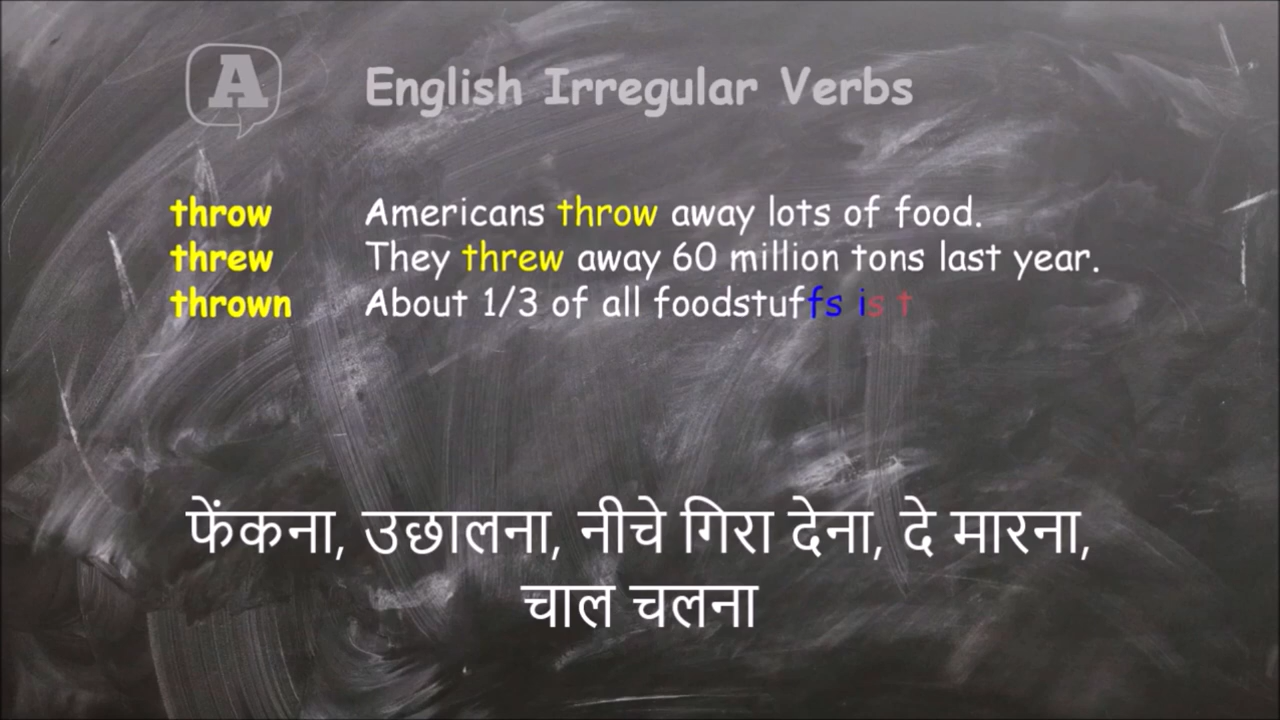 A
English Irregular Verbs
throw Americans throw away lots of food.
threw They threw away 60 million tons last year.
thrown About 1/3 of all foodstuffs is t
फेंकना, उछालना, नीचे गिरा देना, दे मारना,
चाल चलना